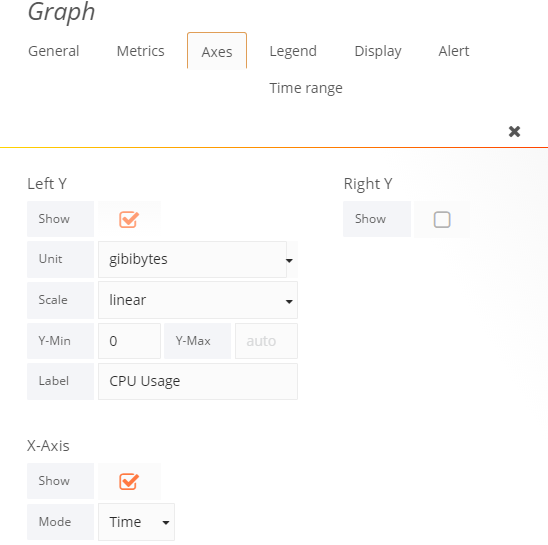 Graph
General Metrics Axes Legend Display Alert
Time range
Left Y Right Y
Show Show
Unit gibibytes
Scale linear
Y-Min 0 Y-Max auto
Label CPU Usage
X-Axis
Show
Mode Time